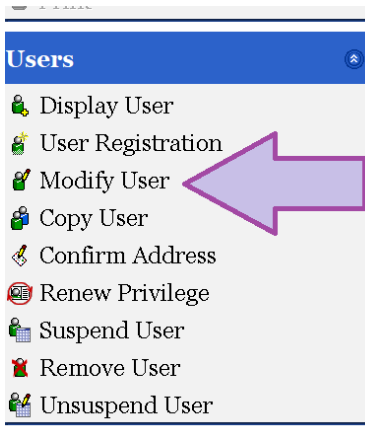 Print
Users
Display User
User Registration
Modify User
Copy User
Confirm Address
Renew Privilege
Suspend User
Remove User
Unsuspend User